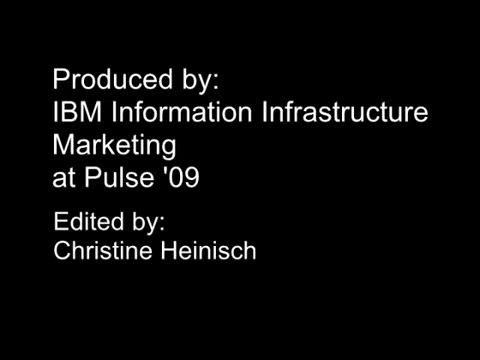 Produced by:
IBM Information Infrastructure
Marketing
at Pulse '09
Edited by:
Christine Heinisch